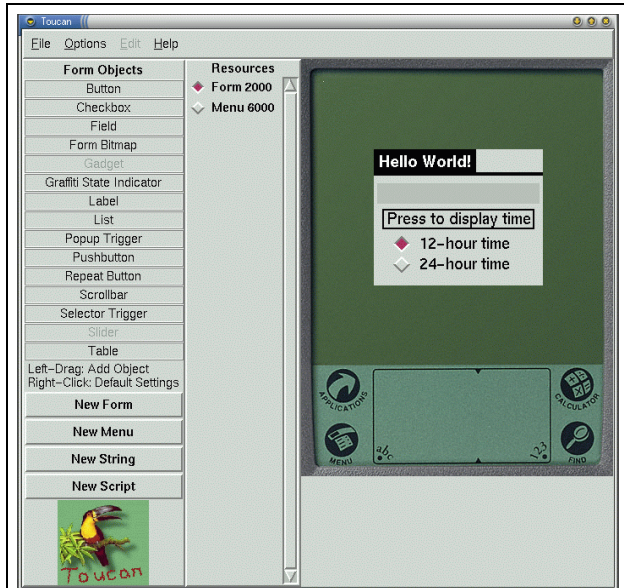 Toucan
File Options Edit Help
Form Objects
Button
Checkbox
Field
Form Bitmap
Gadget
Graffiti State Indicator
Label
List
Popup Trigger
Pushbutton
Repeat Button
Scrollbar
Selector Trigger
Slider
Table
Left-Drag: Add Object
Right-Click: Default Settings
New Form
New Menu
New String
New Script
Toucan
Resources
Form 2000
Menu 6000
Hello World!
Press to display time
12-hour time
24-hour time
APPLICATIONS
CALCULATOR
MENU
abc
123
FIND